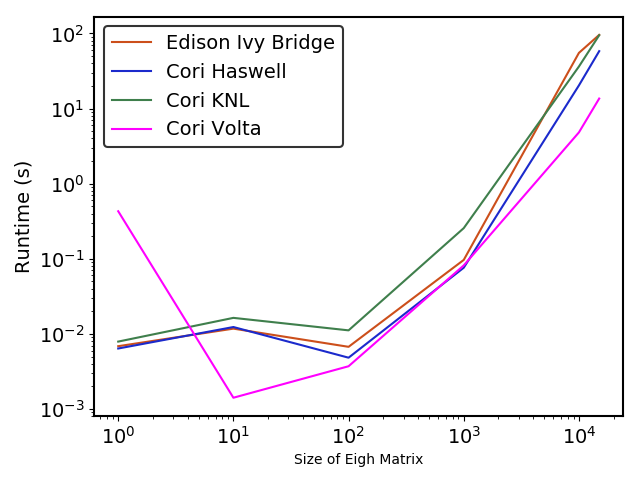 Edison Ivy Bridge
Cori Haswell
Cori KNL
Cori Volta
Runtime (s)
10²
10¹
10⁰
10⁻¹
10⁻²
10⁻³
10⁰ 10¹ 10² 10³ 10⁴
Size of Eigh Matrix